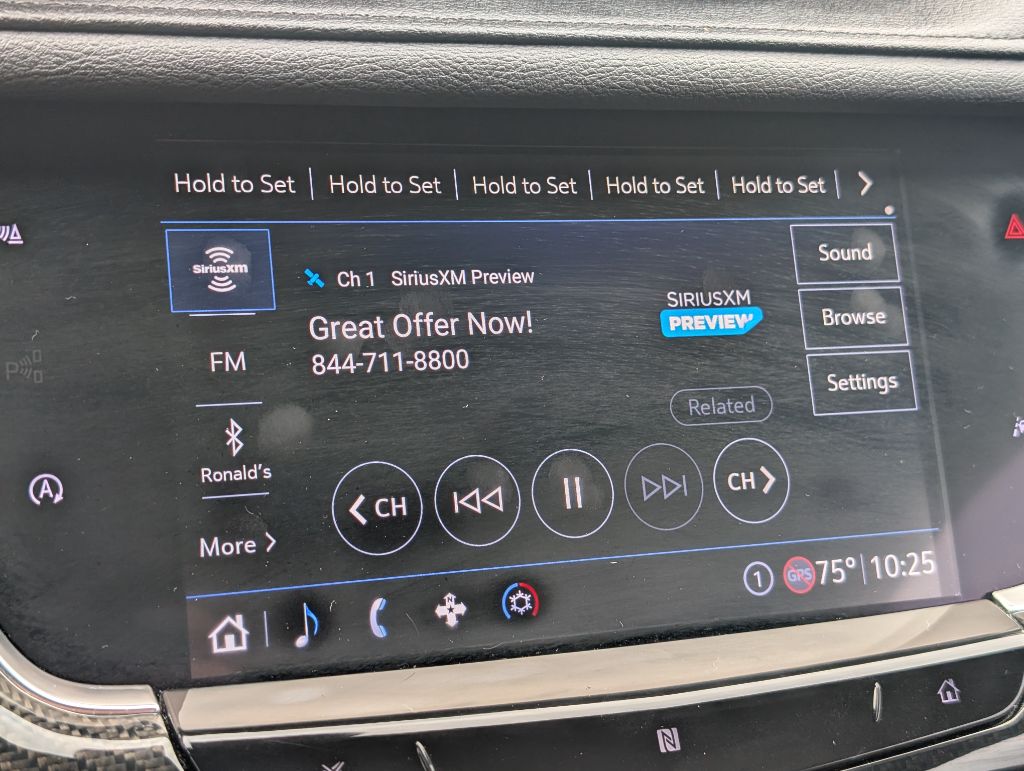 Hold to Set Hold to Set Hold to Set Hold to Set Hold to Set
SiriusXM
Ch 1 SiriusXM Preview
SIRIUSXM
PREVIEW
Sound
Great Offer Now!
844-711-8800
Browse
FM
Settings
Related
Ronald's
CH
CH
More
A
N
1
GPS
75° 10:25
P
N